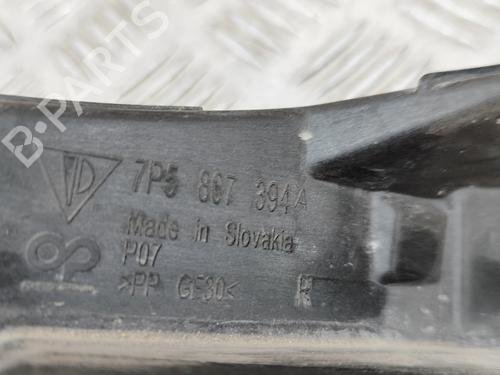 B-PARTS
7P5 867 394A
Made in Slovakia
P07
>PP GF30<